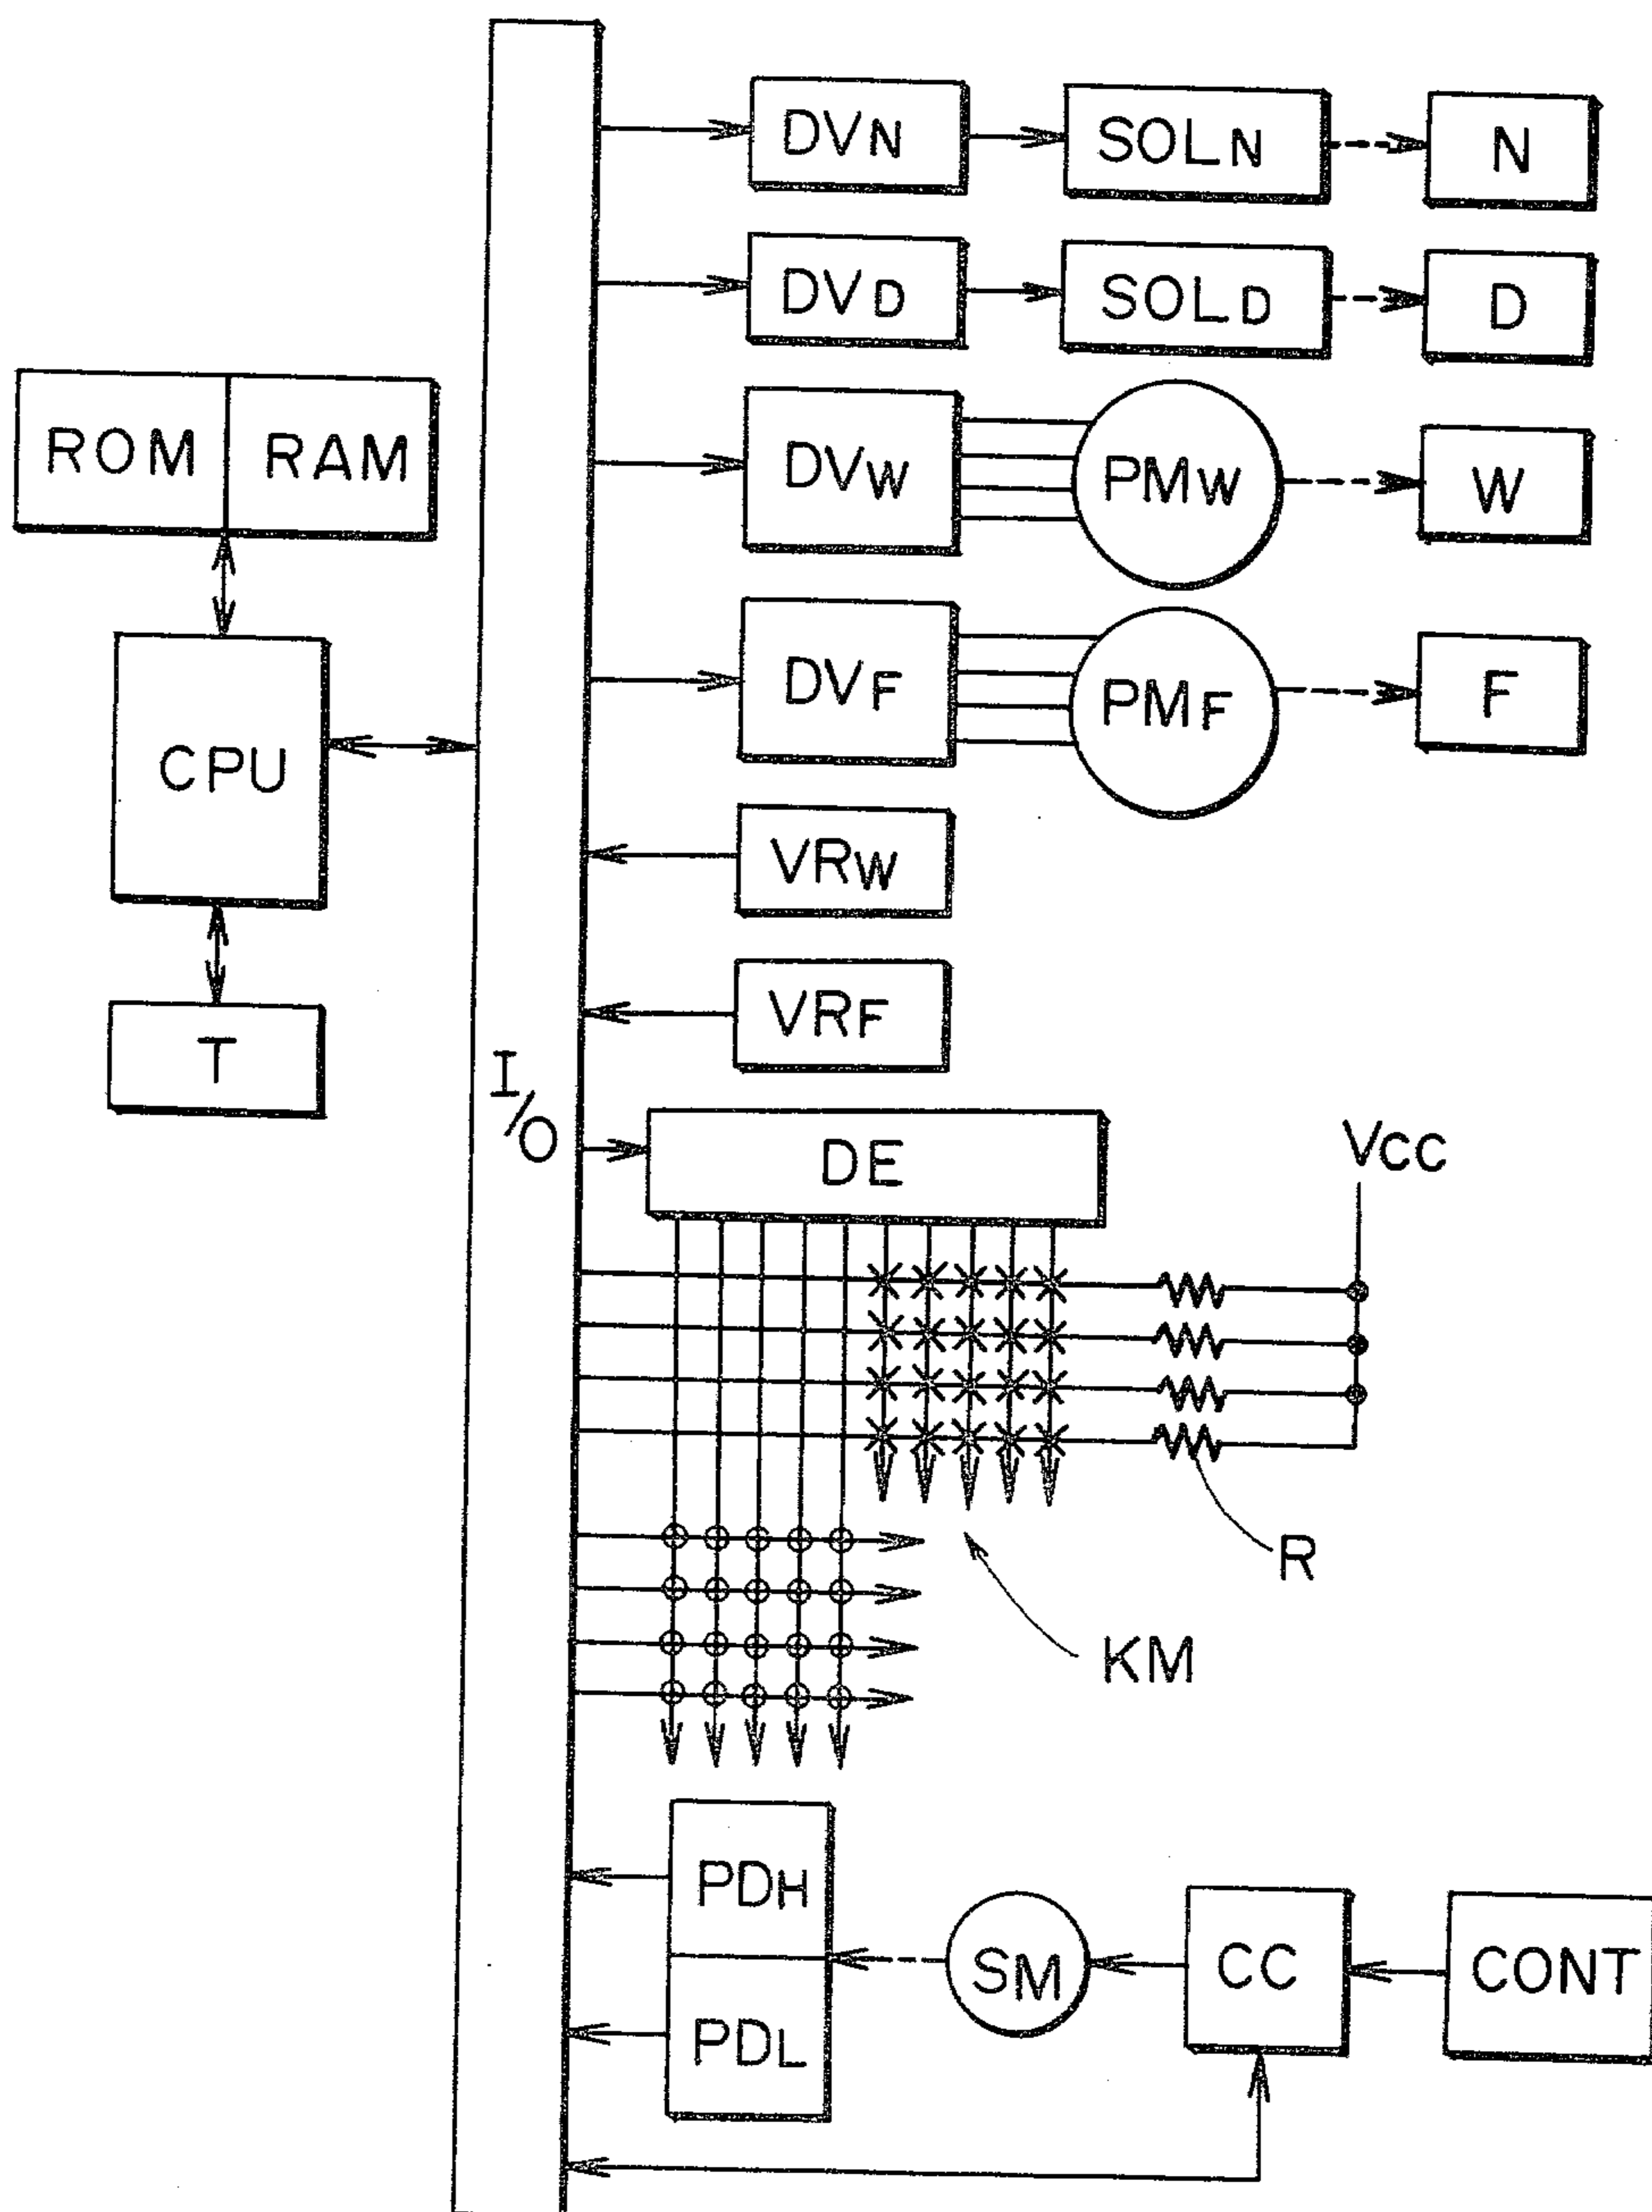 DVN SOLN N
DVD SOLD D
ROM RAM
DVW PMW W
CPU
DVF PMF F
VRW
VRF
T
I/O
DE
VCC
R
KM
PDH
PDL
SM
CC
CONT